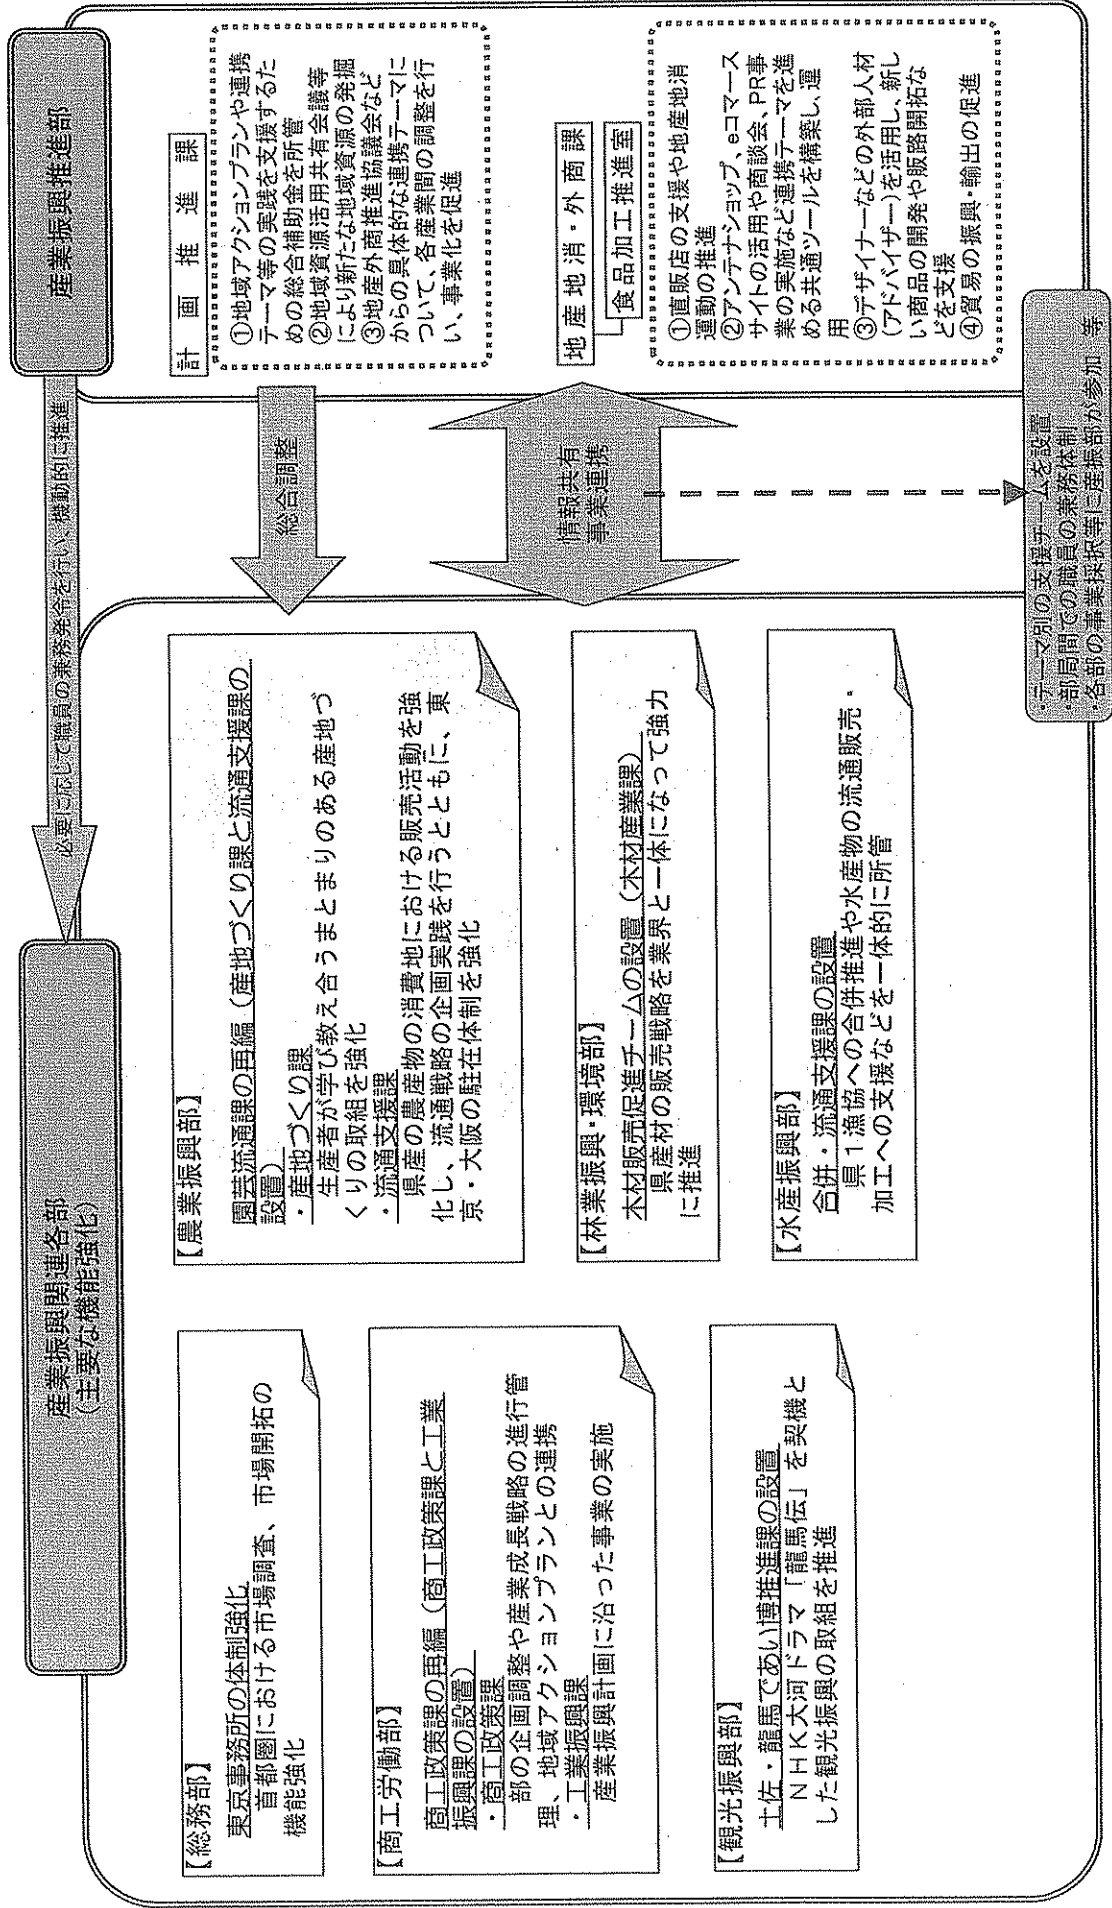 産業振興関連各部
(主要な機能強化)
必要に応じて職員の兼務発令を行い、機動的に推進
産業振興推進部
【総務部】
東京事務所の体制強化
首都圏における市場調査、市場開拓の
機能強化
【商工労働部】
商工政策課の再編（商工政策課と工業
振興課の設置）
・商工政策課
部の企画調整や産業成長戦略の進行管
理、地域アクションプランとの連携
・工業振興課
産業振興計画に沿った事業の実施
【観光振興部】
土佐・龍馬であい博推進課の設置
ＮＨＫ大河ドラマ「龍馬伝」を契機と
した観光振興の取組を推進
【農業振興部】
園芸流通課の再編（産地づくり課と流通支援課の
設置）
・産地づくり課
生産者が学び教え合うまとまりのある産地づ
くりの取組を強化
・流通支援課
県産の農産物の消費地における販売活動を強
化し、流通戦略の企画実践を行うとともに、東
京・大阪の駐在体制を強化
【林業振興・環境部】
木材販売促進チームの設置（木材産業課）
県産材の販売戦略を業界と一体になって強力
に推進
【水産振興部】
合併・流通支援課の設置
県１漁協への合併推進や水産物の流通販売・
加工への支援などを一体的に所管
総合調整
情報共有
事業連携
計画推進課
①地域アクションプランや連携
テーマ等の実践を支援するた
めの総合補助金を所管
②地域資源活用共有会議等
により新たな地域資源の発掘
③地産外商推進協議会など
からの具体的な連携テーマに
ついて、各産業間の調整を行
い、事業化を促進
地産地消・外商課
食品加工推進室
①直販店の支援や地産地消
運動の推進
②アンテナショップ、eコマース
サイトの活用や商談会、PR事
業の実施など連携テーマを進
める共通ツールを構築し、運
用
③デザイナーなどの外部人材
(アドバイザー)を活用し、新し
い商品の開発や販路開拓な
どを支援
④貿易の振興・輸出の促進
・テーマ別の支援チームを設置
・部局間での職員の兼務体制
・各部の事業採択等に産振部が参加　等